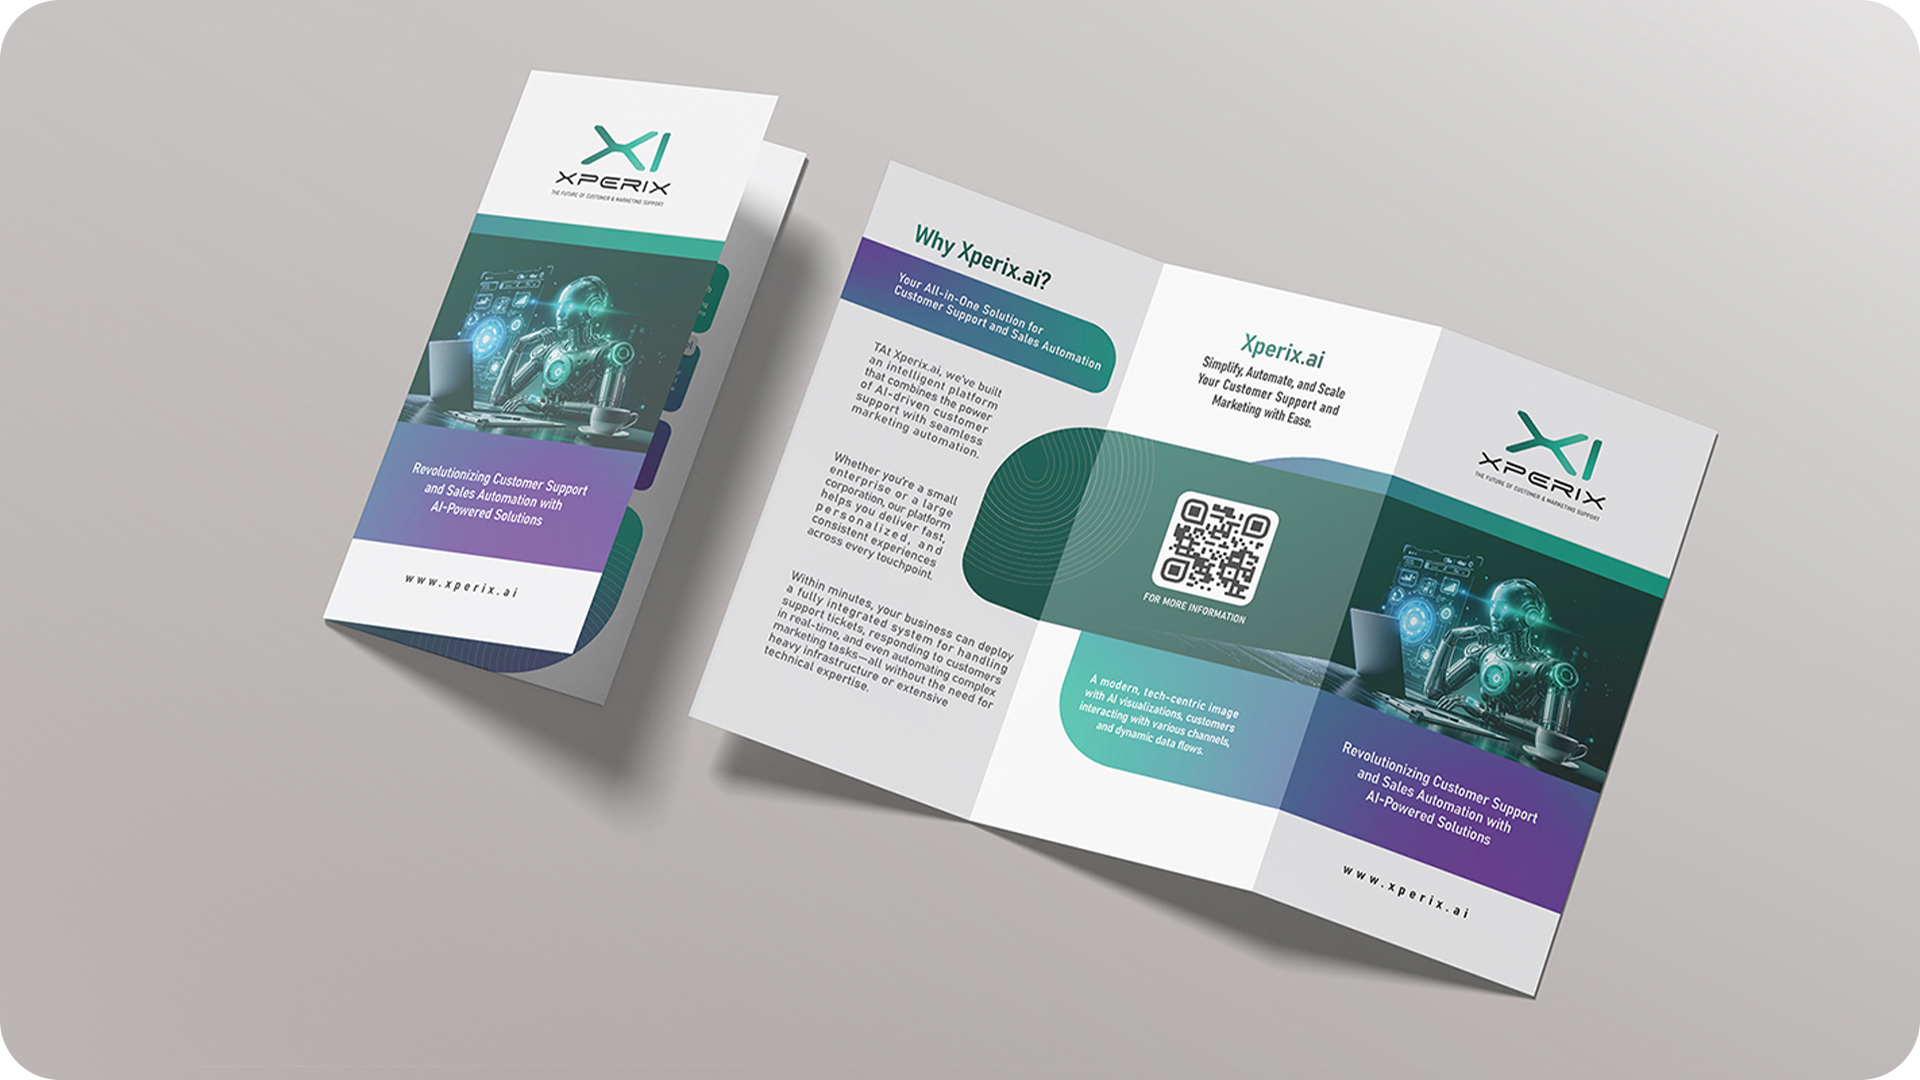 XI
XPERIX
THE FUTURE OF CUSTOMER & MARKETING SUPPORT
Revolutionizing Customer Support
and Sales Automation with
AI-Powered Solutions
www.xperix.ai
Why Xperix.ai?
Your All-in-One Solution for
Customer Support and Sales Automation
TAt Xperix.ai, we've built
an intelligent platform
that combines the power
of AI-driven customer
support with seamless
marketing automation.
Whether you're a small
enterprise or a large
corporation, our platform
helps you deliver fast,
personalized, and
consistent experiences
across every touchpoint.
Within minutes, your business can deploy
a fully integrated system for handling
support tickets, responding to customers
in real-time, and even automating complex
marketing tasks—all without the need for
heavy infrastructure or extensive
technical expertise.
Xperix.ai
Simplify, Automate, and Scale
Your Customer Support and
Marketing with Ease.
FOR MORE INFORMATION
A modern, tech-centric image
with AI visualizations, customers
interacting with various channels,
and dynamic data flows.
XI
XPERIX
THE FUTURE OF CUSTOMER & MARKETING SUPPORT
Revolutionizing Customer Support
and Sales Automation with
AI-Powered Solutions
www.xperix.ai